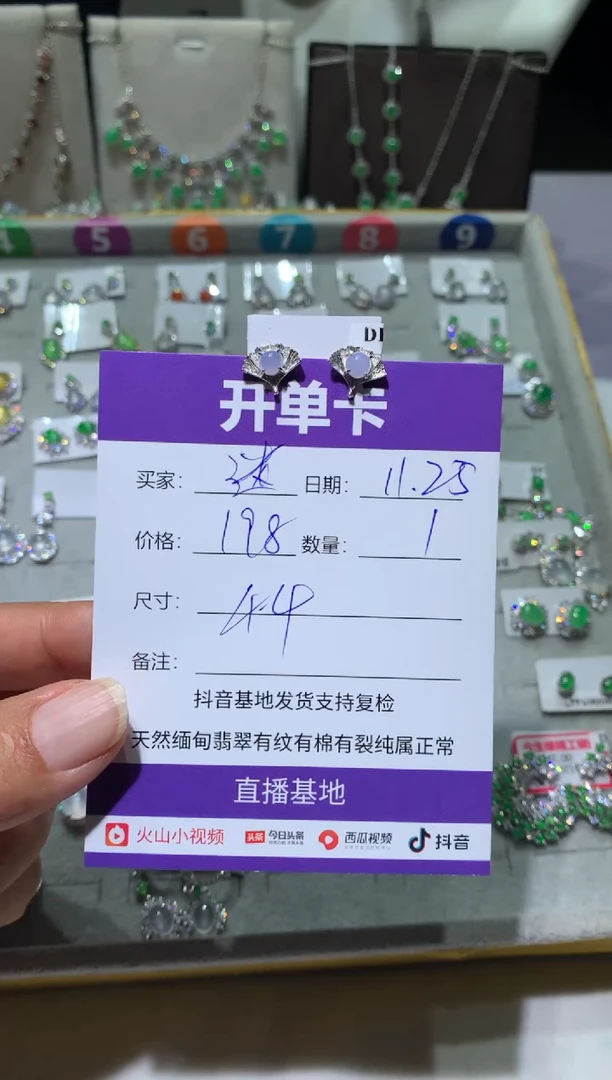 4 5 6 7 8 9
DI
开单卡
买家: 谜 日期: 11.25
价格: 198 数量: 1
尺寸: 4.4
备注:
抖音基地发货支持复检
天然缅甸翡翠有纹有棉有裂纯属正常
直播基地
火山小视频 头条 今日头条 西瓜视频 抖音